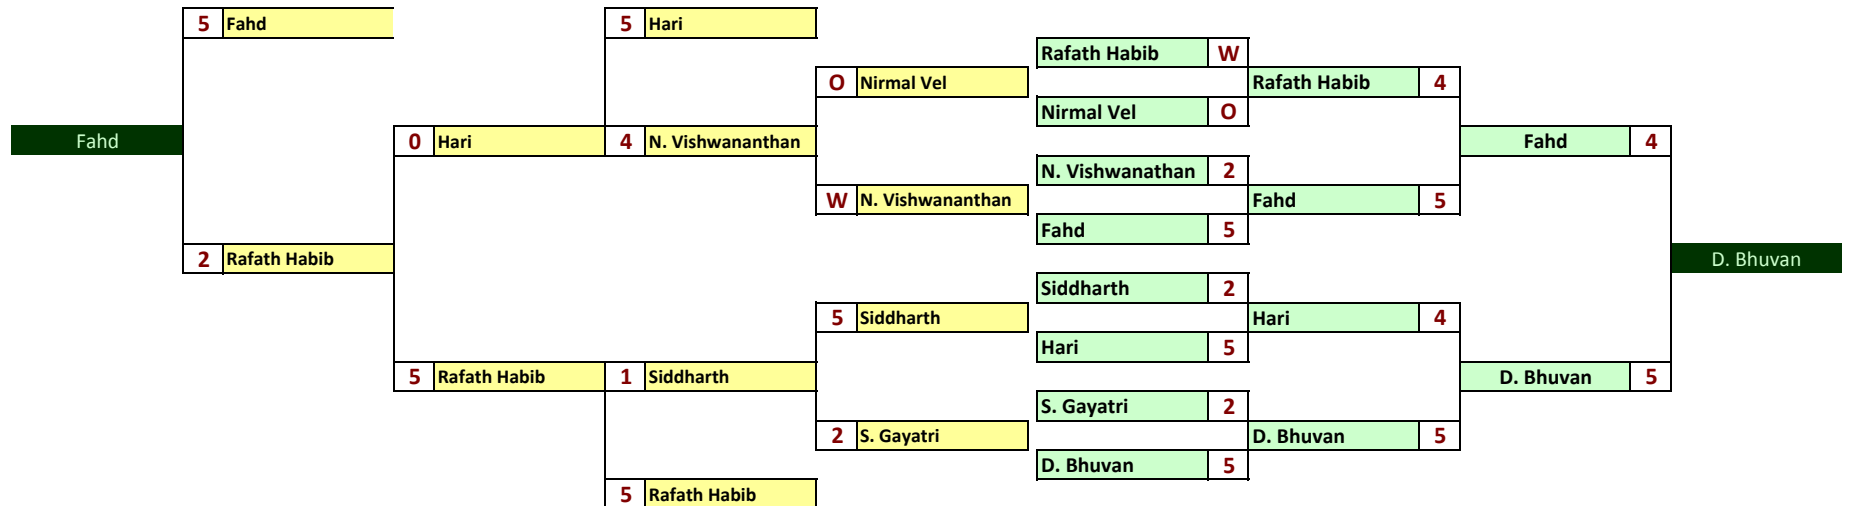 5 Fahd 5 Hari
Rafath Habib W
O Nirmal Vel Rafath Habib 4
Nirmal Vel O
Fahd 0 Hari 4 N. Vishwananthan Fahd 4
N. Vishwanathan 2
W N. Vishwananthan Fahd 5
Fahd 5
2 Rafath Habib D. Bhuvan
Siddharth 2
5 Siddharth Hari 4
Hari 5
5 Rafath Habib 1 Siddharth D. Bhuvan 5
S. Gayatri 2
2 S. Gayatri D. Bhuvan 5
D. Bhuvan 5
5 Rafath Habib